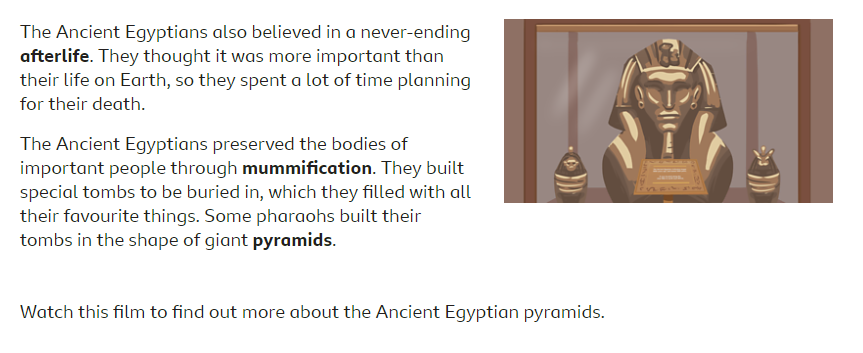 The Ancient Egyptians also believed in a never-ending
afterlife. They thought it was more important than
their life on Earth, so they spent a lot of time planning
for their death.
The Ancient Egyptians preserved the bodies of
important people through mummification. They built
special tombs to be buried in, which they filled with all
their favourite things. Some pharaohs built their
tombs in the shape of giant pyramids.
Watch this film to find out more about the Ancient Egyptian pyramids.